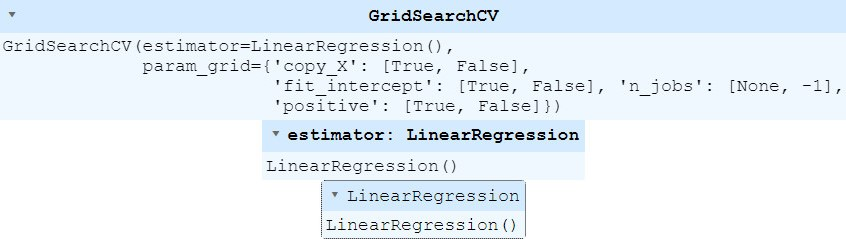 GridSearchCV
GridSearchCV(estimator=LinearRegression(),
             param_grid={'copy_X': [True, False],
                         'fit_intercept': [True, False], 'n_jobs': [None, -1],
                         'positive': [True, False]})
estimator: LinearRegression
LinearRegression()
LinearRegression
LinearRegression()